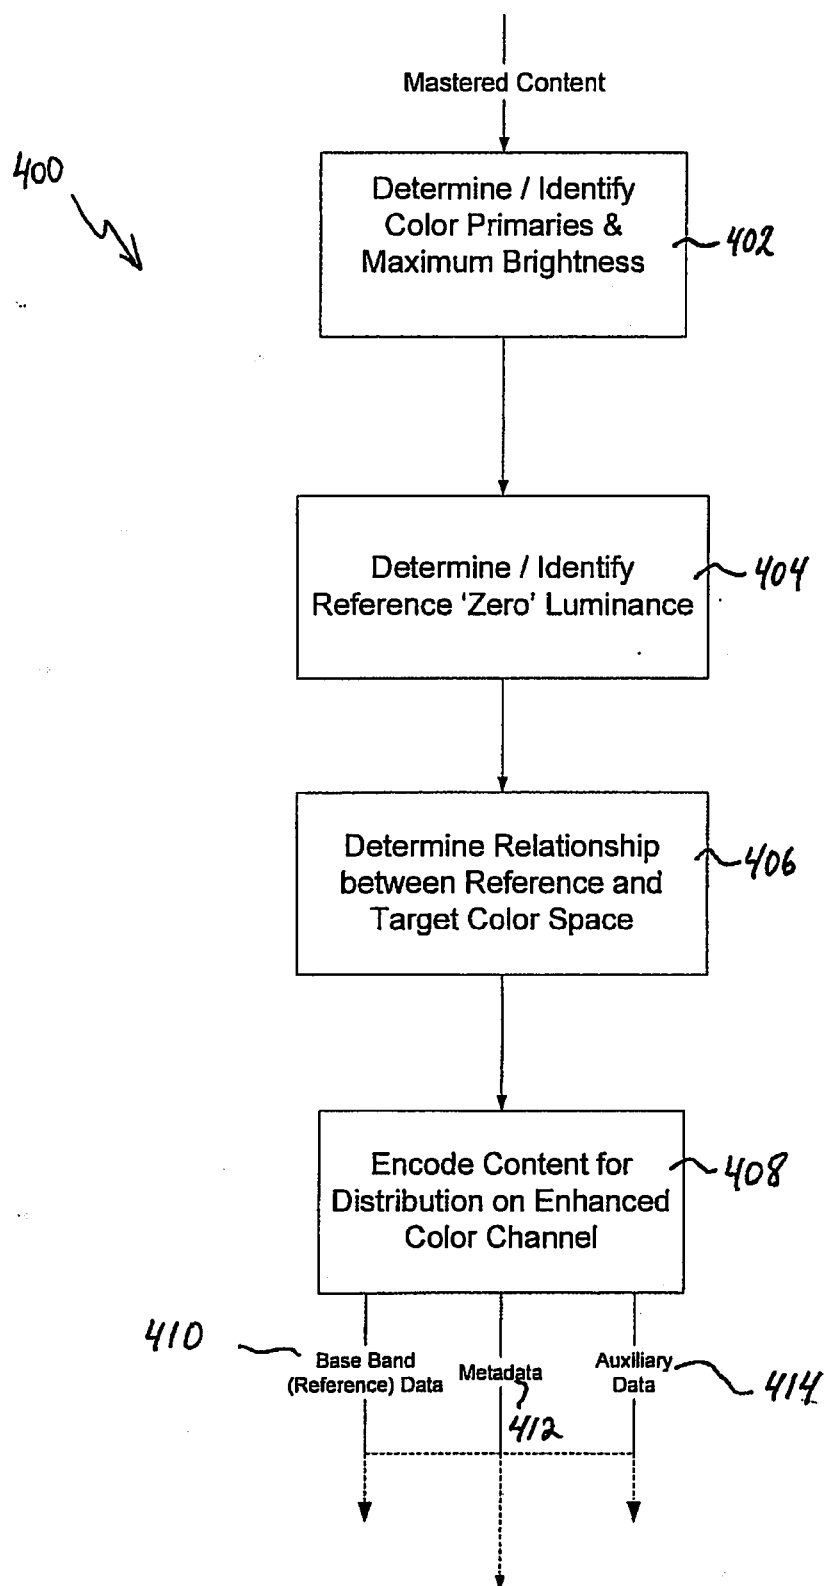 Mastered Content
400
Determine / Identify
Color Primaries &
Maximum Brightness
402
Determine / Identify
Reference 'Zero' Luminance
404
Determine Relationship
between Reference and
Target Color Space
406
Encode Content for
Distribution on Enhanced
Color Channel
408
410
Base Band
(Reference) Data
Metadata
412
Auxiliary
Data
414